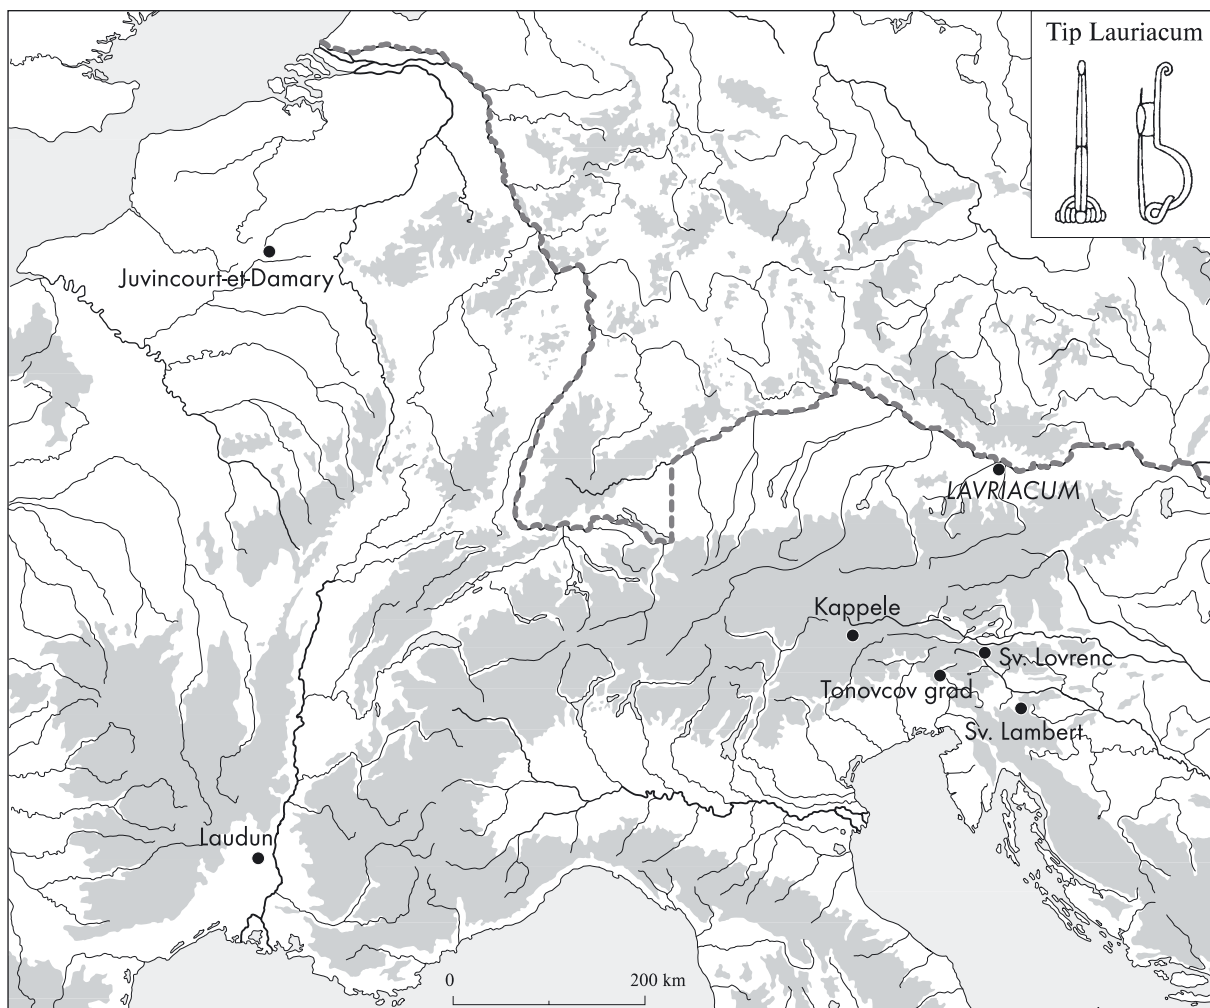 Tip Lauriacum
Juvincourt-et-Damary
LAVRIACUM
Kappele
Sv. Lovrenc
Tonovcov grad
Sv. Lambert
Laudun
0 200 km